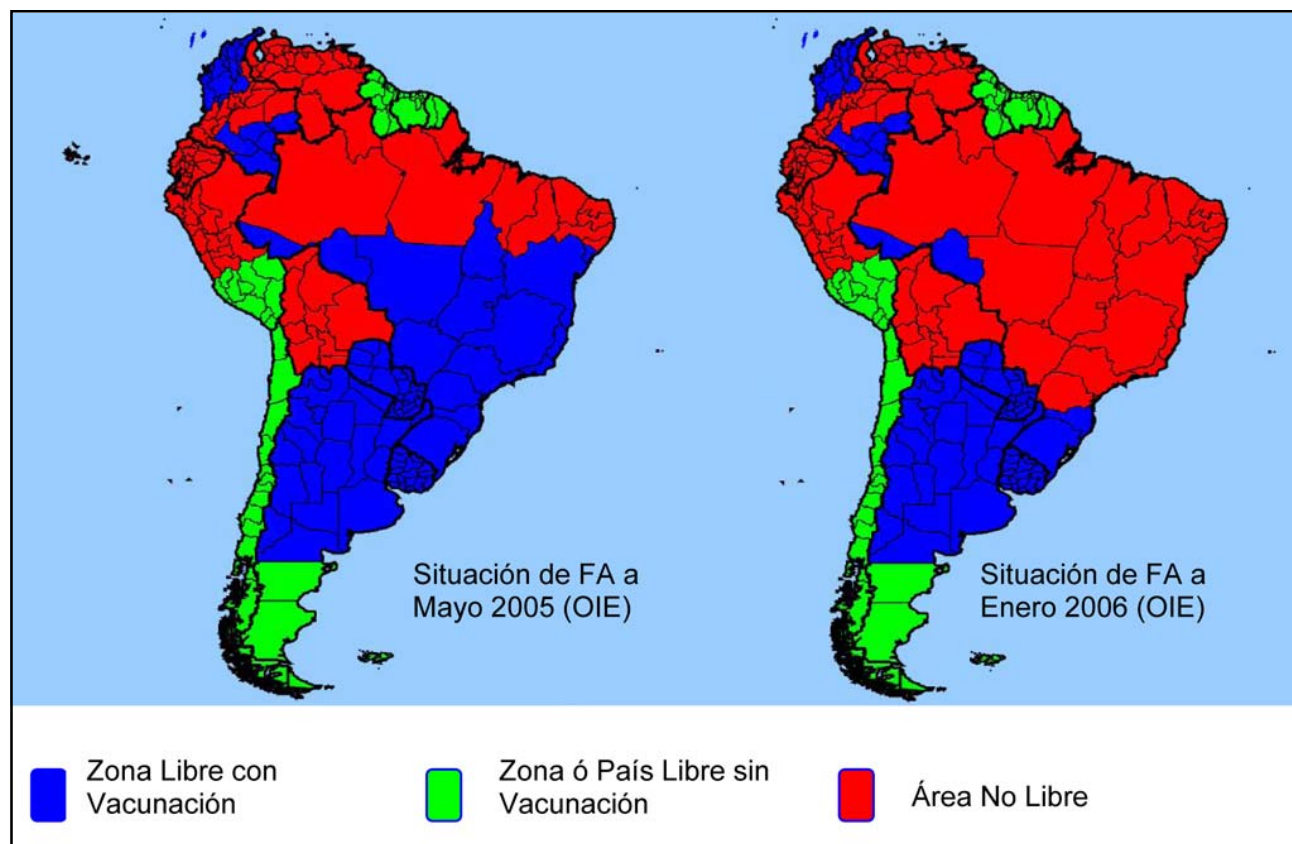 Situación de FA a
Mayo 2005 (OIE)
Situación de FA a
Enero 2006 (OIE)
Zona Libre con
Vacunación
Zona ó País Libre sin
Vacunación
Área No Libre